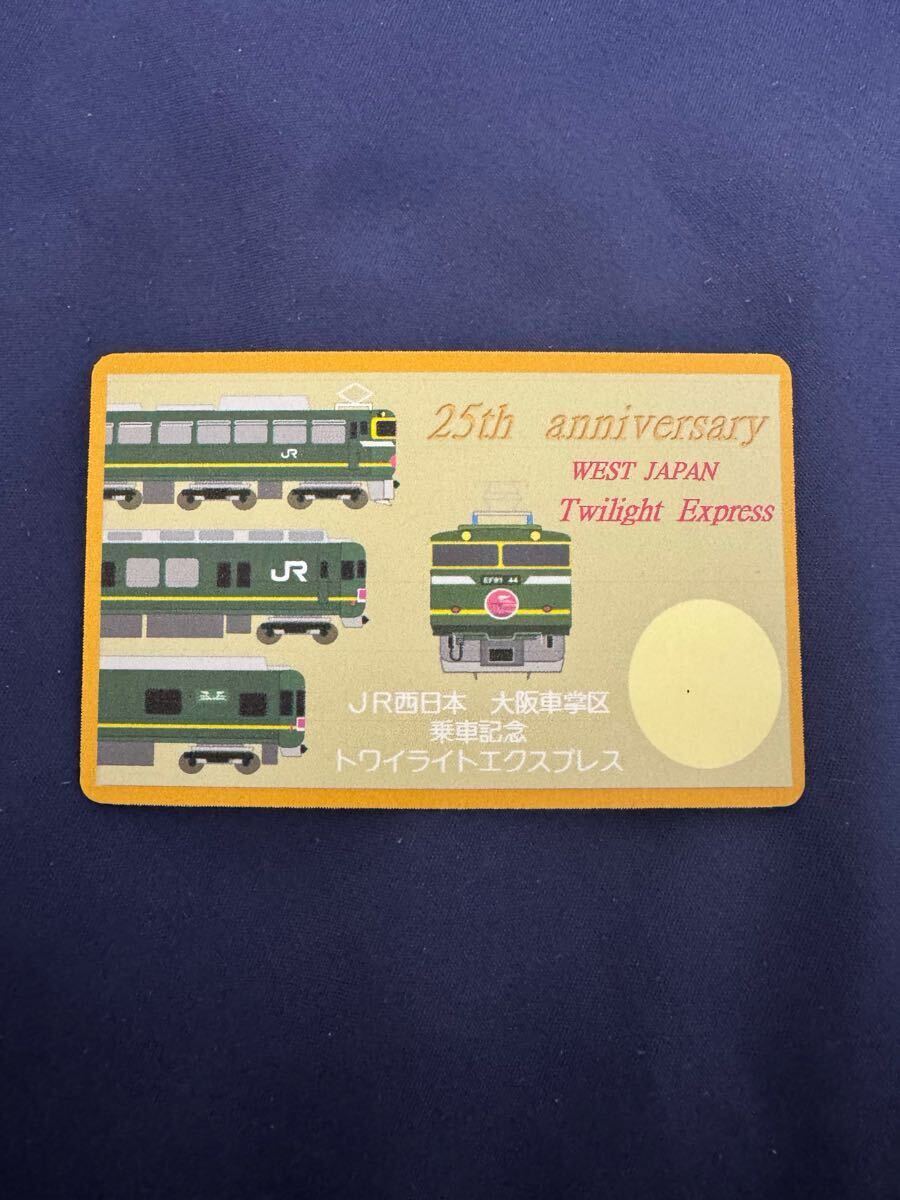 25th anniversary
WEST JAPAN
Twilight Express
JR
JR
EF81 44
JR西日本 大阪車掌区
乗車記念
トワイライトエクスプレス